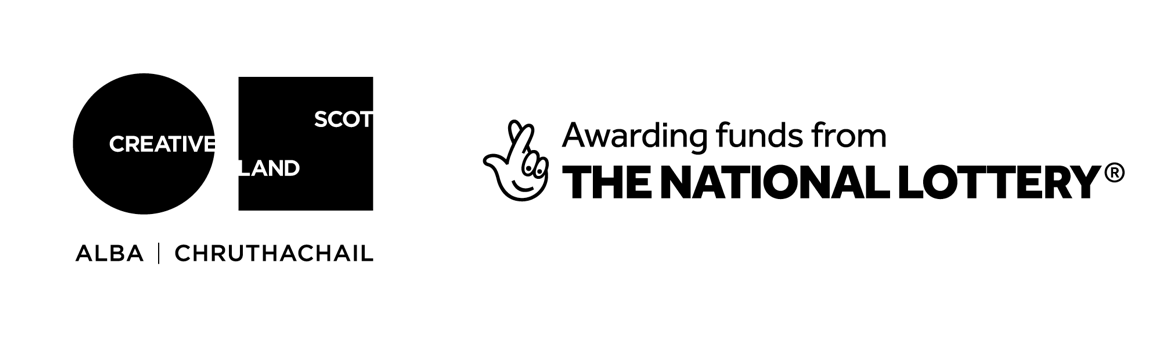 CREATIVE
SCOT
LAND
ALBA | CHRUTHACHAIL
Awarding funds from
THE NATIONAL LOTTERY®